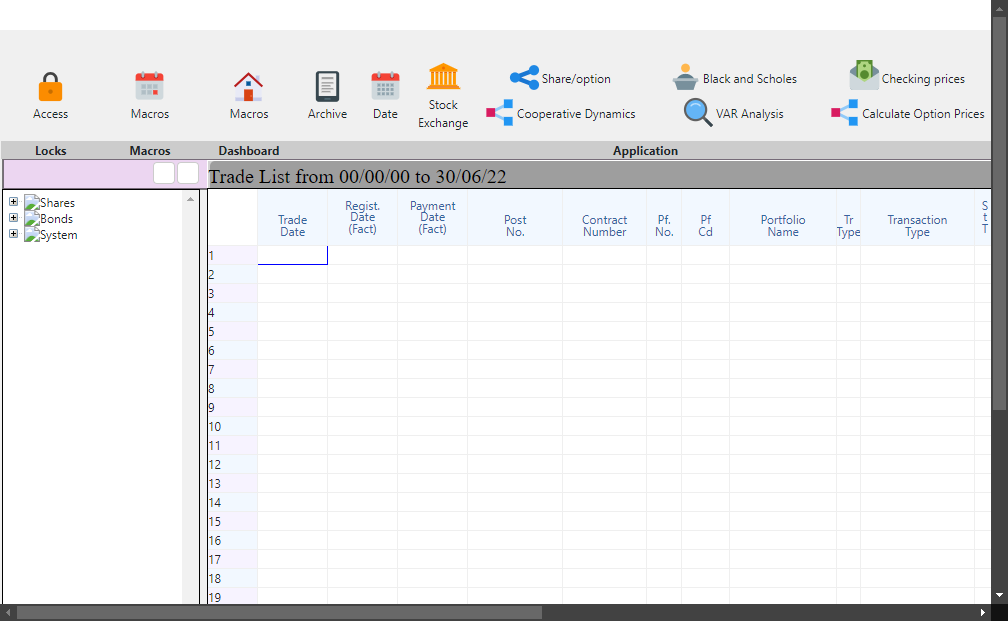 Access
Macros
Macros
Archive
Date
Stock
Exchange
Share/option
Cooperative Dynamics
Black and Scholes
VAR Analysis
Checking prices
Calculate Option Prices
Locks
Macros
Dashboard
Application
Trade List from 00/00/00 to 30/06/22
Shares
Bonds
System
Trade
Date
Regist.
Date
(Fact)
Payment
Date
(Fact)
Post
No.
Contract
Number
Pf.
No.
Pf
Cd
Portfolio
Name
Tr
Type
Transaction
Type
S
t
T
1
2
3
4
5
6
7
8
9
10
11
12
13
14
15
16
17
18
19